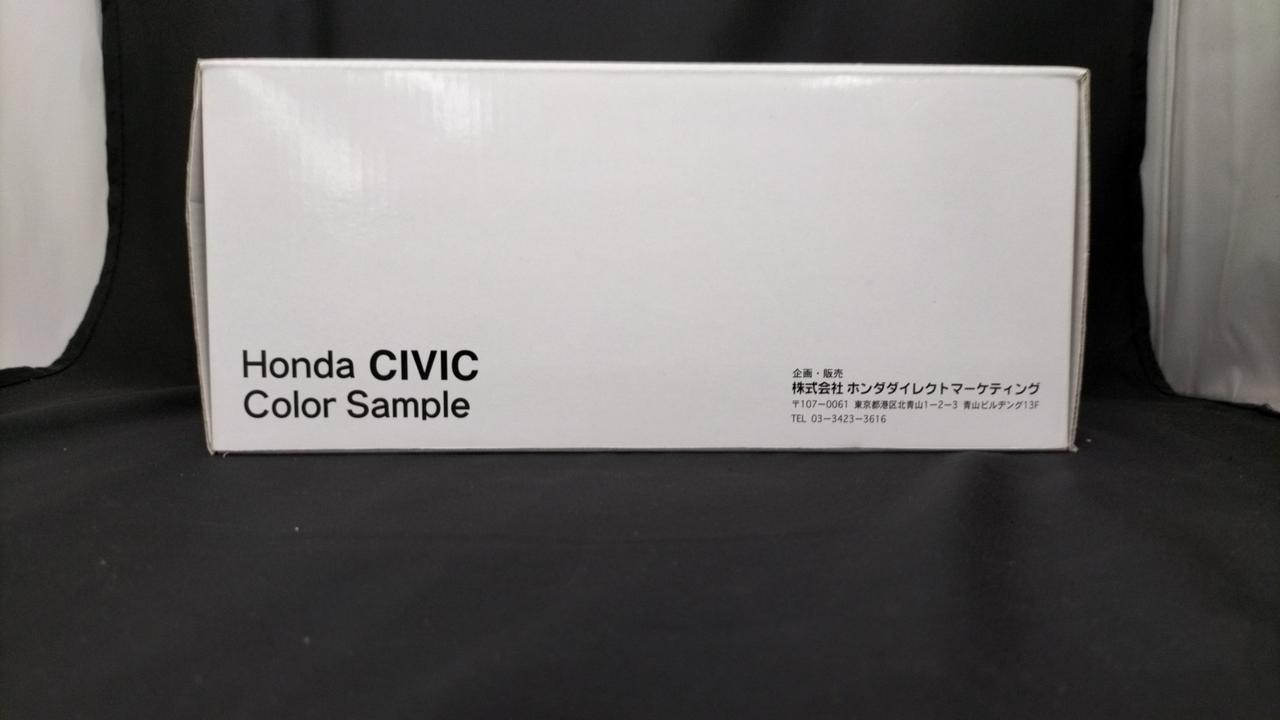 Honda CIVIC
Color Sample
企画・販売
株式会社 ホンダダイレクトマーケティング
〒107−0061 東京都港区北青山1−2−3 青山ビルヂング13F
TEL 03−3423−3616